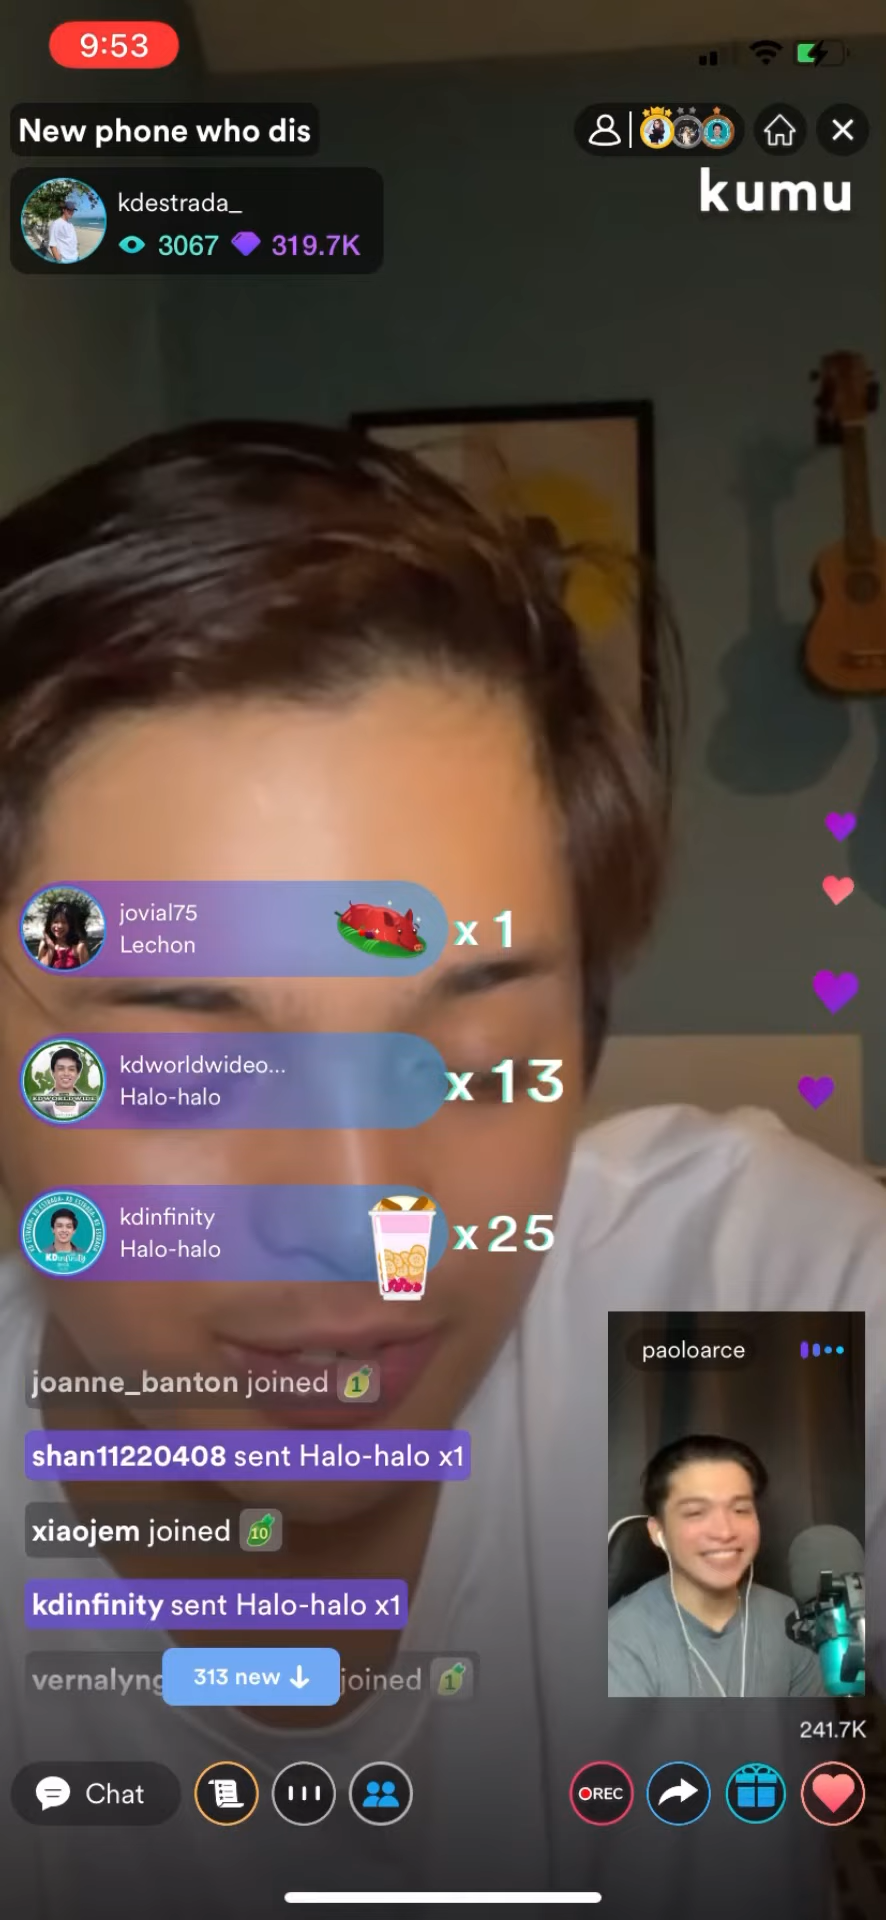 9:53
New phone who dis
kumu
kdestrada_
3067 319.7K
jovial75
Lechon
x 1
kdworldwideo...
Halo-halo
x 13
kdinfinity
Halo-halo
x 25
paoloarce
joanne_banton joined 1
shan11220408 sent Halo-halo x1
xiaojem joined 10
kdinfinity sent Halo-halo x1
vernalyng joined 1
313 new
241.7K
Chat
REC